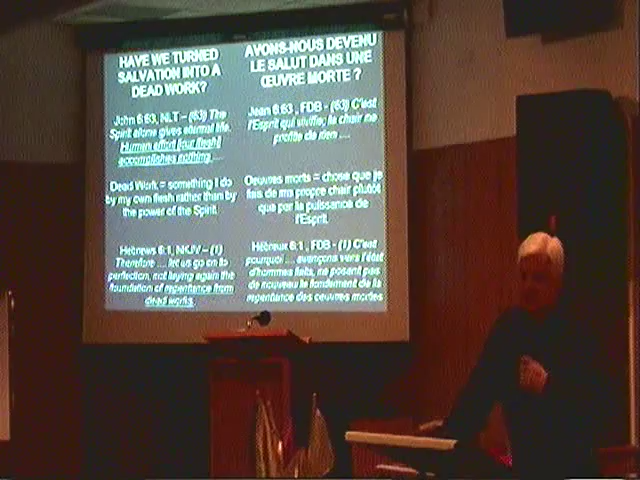 HAVE WE TURNED
SALVATION INTO A
DEAD WORK?
John 6:63, NLT – (63) The
Spirit alone gives eternal life.
Human effort [our flesh]
accomplishes nothing ....
Dead Work = something I do
by my own flesh rather than by
the power of the Spirit.
Hebrews 6:1, NKJV – (1)
Therefore ... let us go on to
perfection, not laying again the
foundation of repentance from
dead works.
AVONS-NOUS DEVENU
LE SALUT DANS UNE
ŒUVRE MORTE ?
Jean 6:63 , FDB - (63) C'est
l'Esprit qui vivifie; la chair ne
profite de rien ....
Oeuvres morts = chose que je
fais de ma propre chair plutôt
que par la puissance de
l'Esprit.
Hébreux 6:1 , FDB - (1) C'est
pourquoi .... avançons vers l'état
d'hommes faits, ne posant pas
de nouveau le fondement de la
repentance des oeuvres mortes